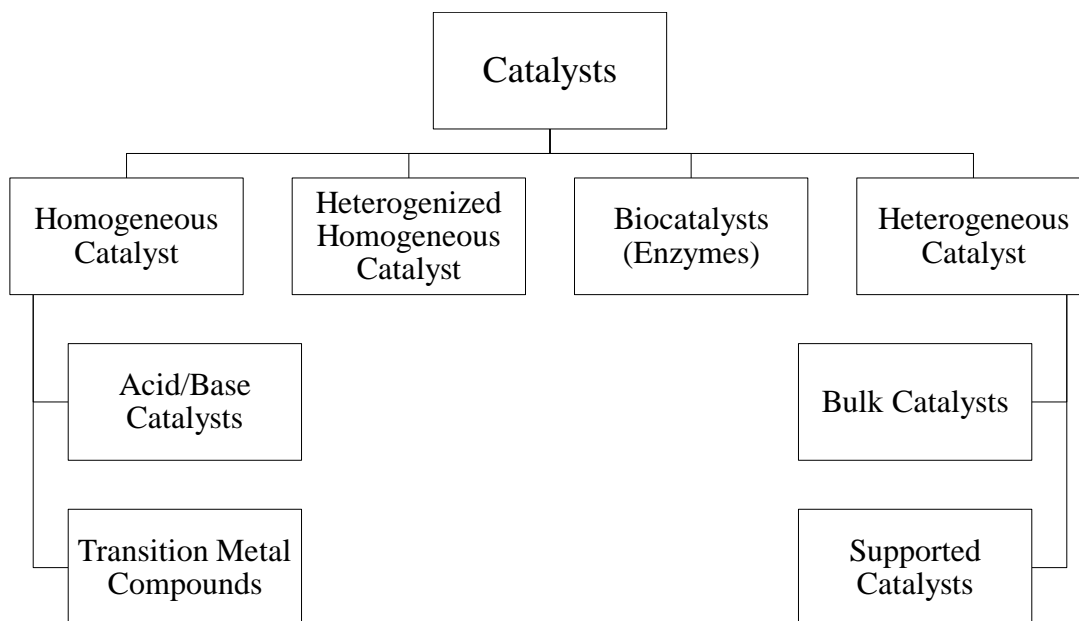 Catalysts
Homogeneous
Catalyst
Heterogenized
Homogeneous
Catalyst
Biocatalysts
(Enzymes)
Heterogeneous
Catalyst
Acid/Base
Catalysts
Bulk Catalysts
Transition Metal
Compounds
Supported
Catalysts